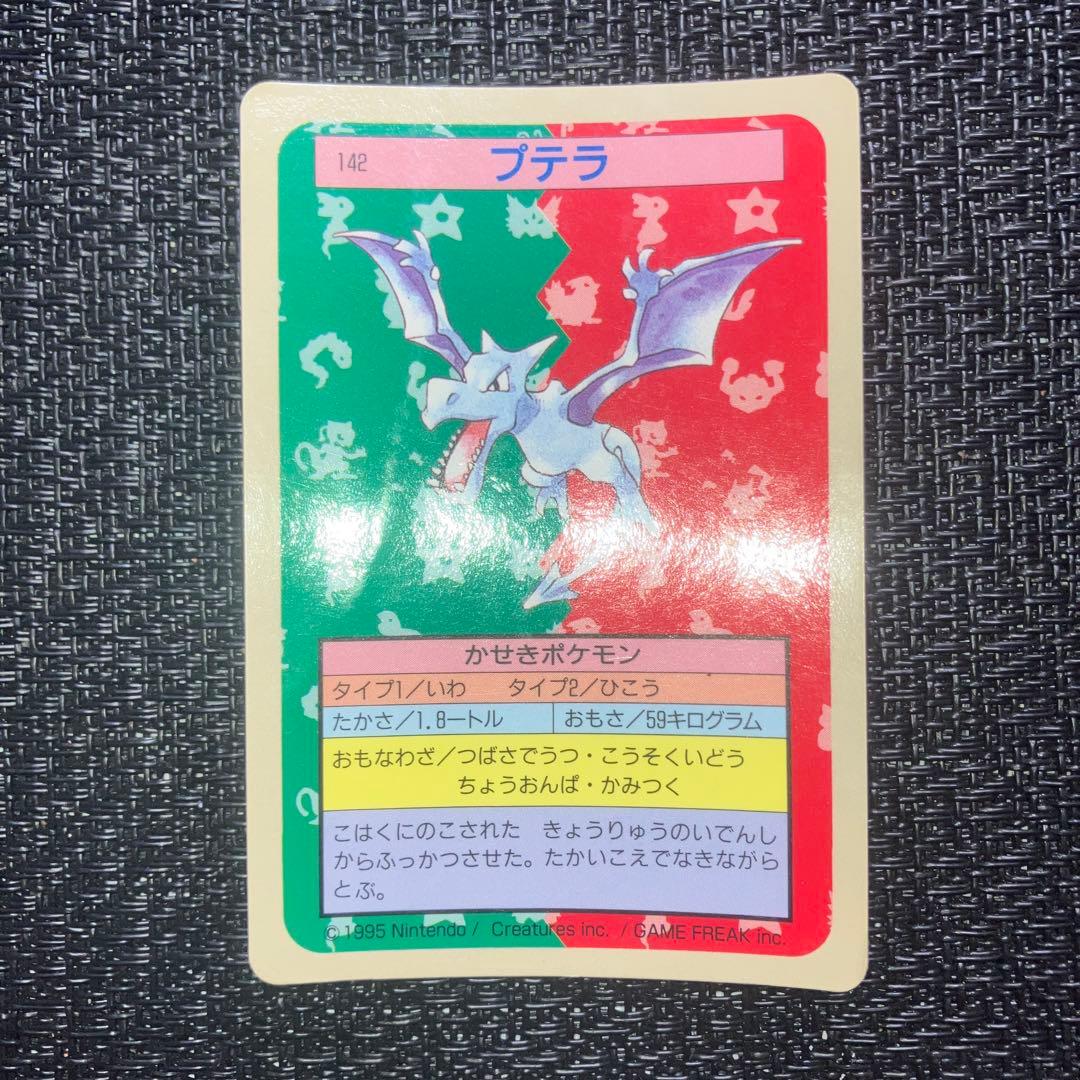 142
プテラ
かせきポケモン
タイプ1/いわ タイプ2/ひこう
たかさ/1.8ートル おもさ/59キログラム
おもなわざ/つばさでうつ・こうそくいどう
ちょうおんぱ・かみつく
こはくにのこされた きょうりゅうのいでんし
からふっかつさせた。たかいこえでなきながら
とぶ。
© 1995 Nintendo / Creatures inc. / GAME FREAK inc.